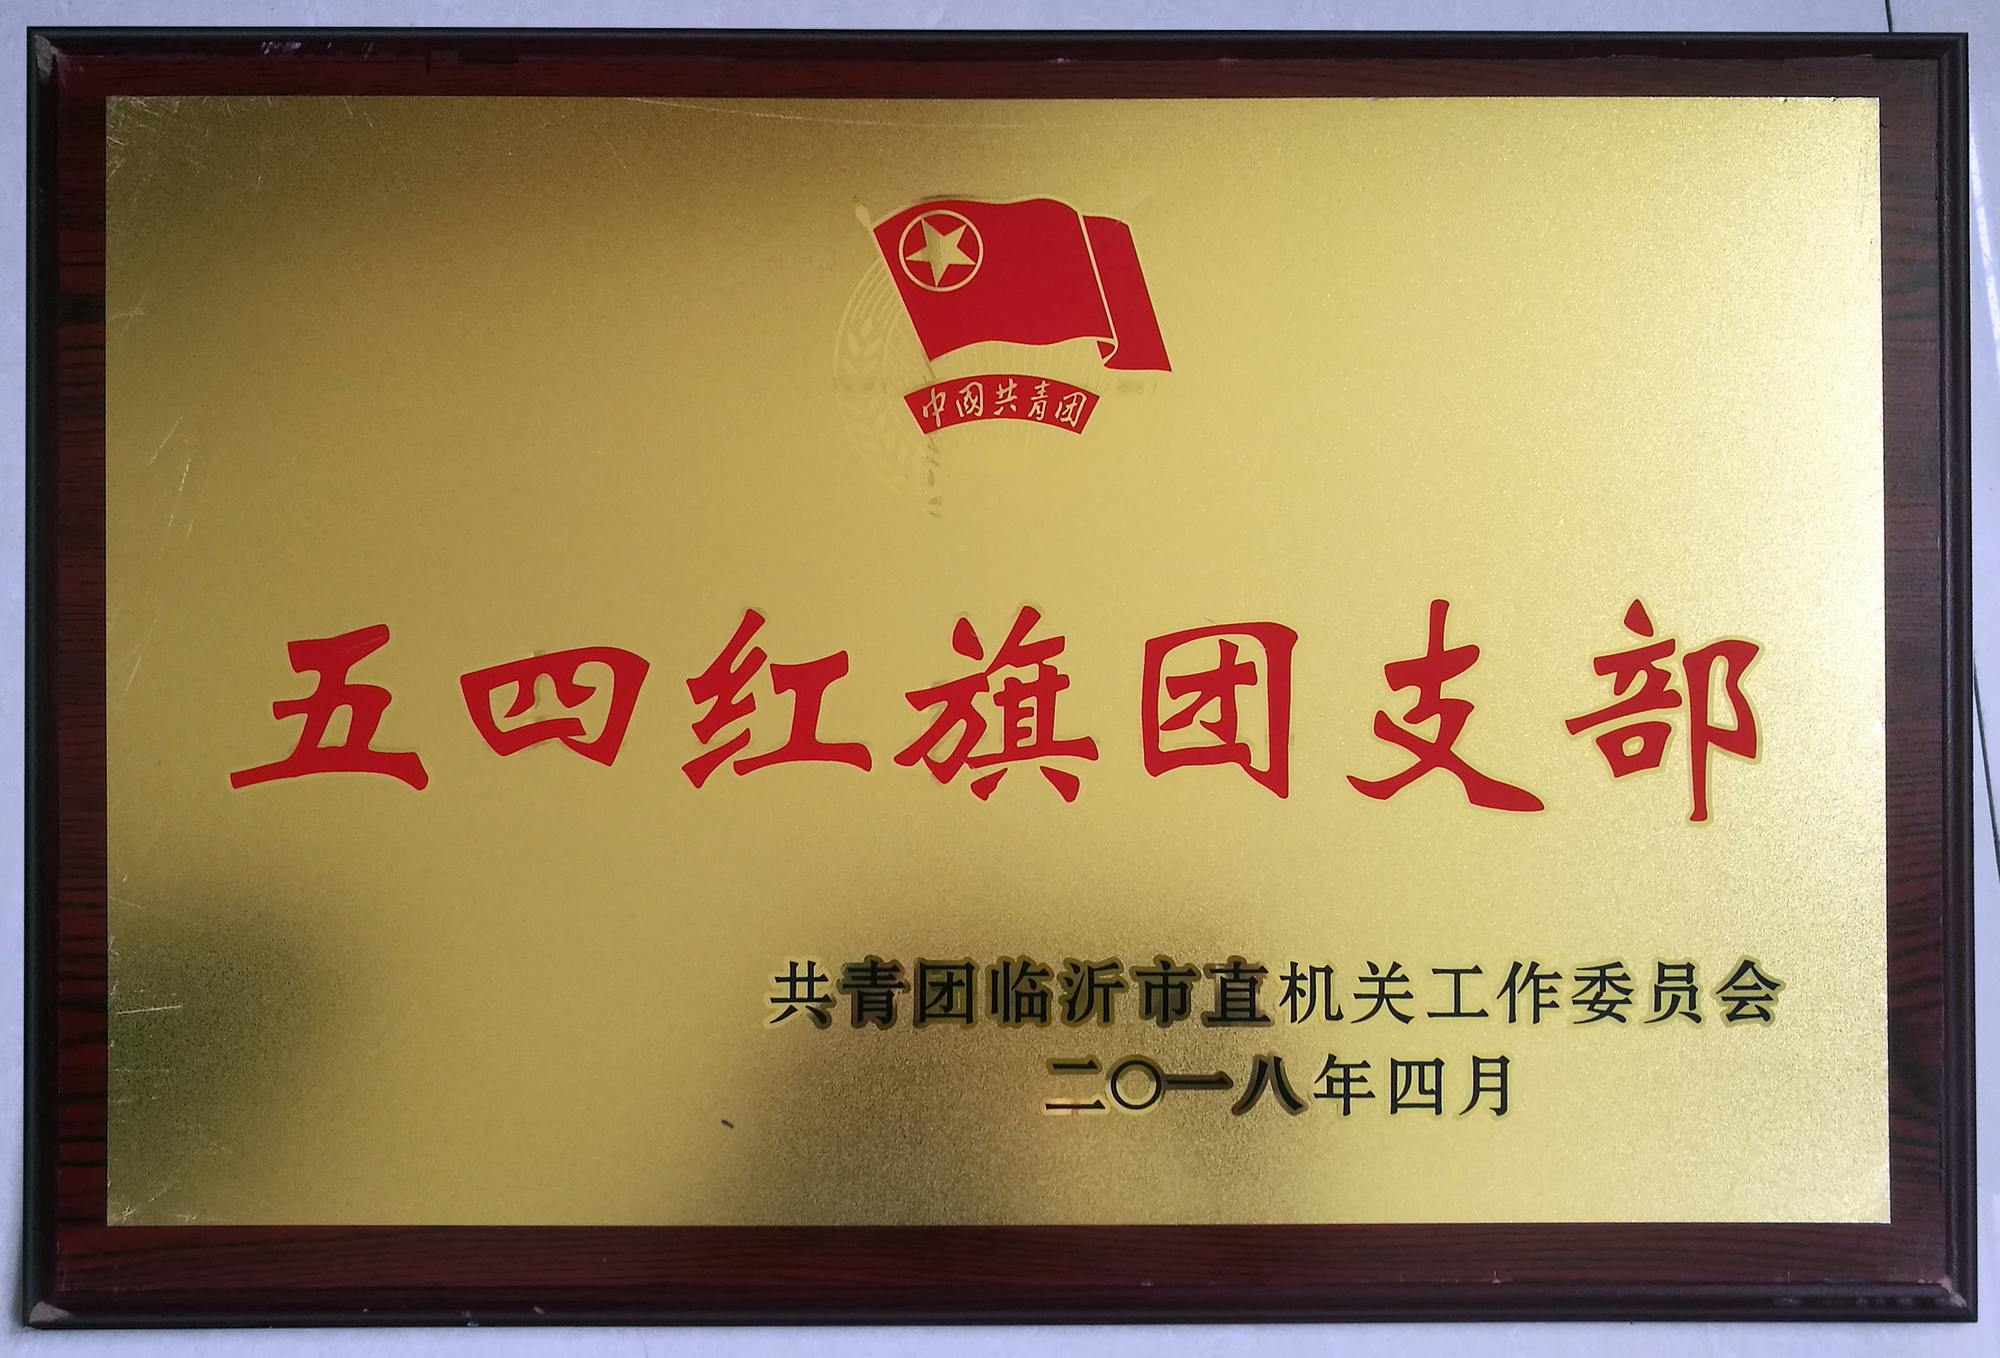 中國共青团
五四红旗团支部
共青团临沂市直机关工作委员会
二〇一八年四月